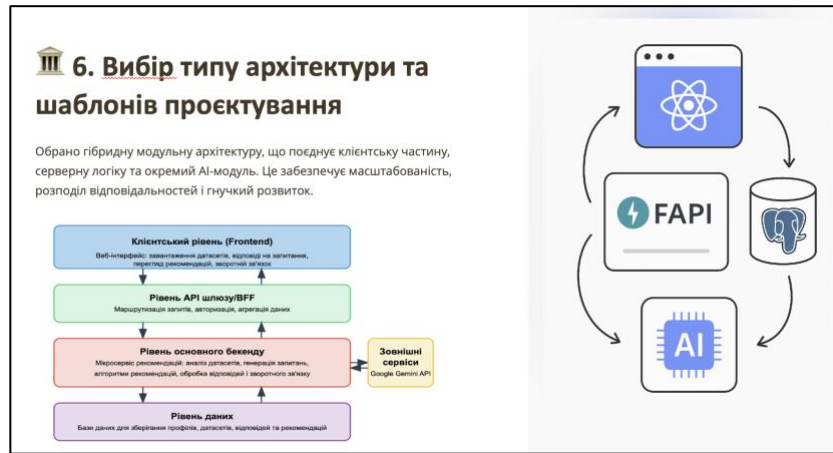 6. Вибір типу архітектури та
шаблонів проєктування
Обрано гібридну модульну архітектуру, що поєднує клієнтську частину,
серверну логіку та окремий AI-модуль. Це забезпечує масштабованість,
розподіл відповідальностей і гнучкий розвиток.
Клієнтський рівень (Frontend)
Веб-інтерфейс: завантаження датасетів, відповіді на запитання,
перегляд рекомендацій, зворотній зв'язок
Рівень API шлюзу/BFF
Маршрутизація запитів, авторизація, агрегація даних
Рівень основного бекенду
Мікросервіс рекомендацій: аналіз датасетів, генерація запитань,
алгоритми рекомендацій, обробка відповідей і зворотного зв'язку
Зовнішні
сервіси
Google Gemini API
Рівень даних
Бази даних для зберігання профілів, датасетів, відповідей та рекомендацій
FAPI
AI